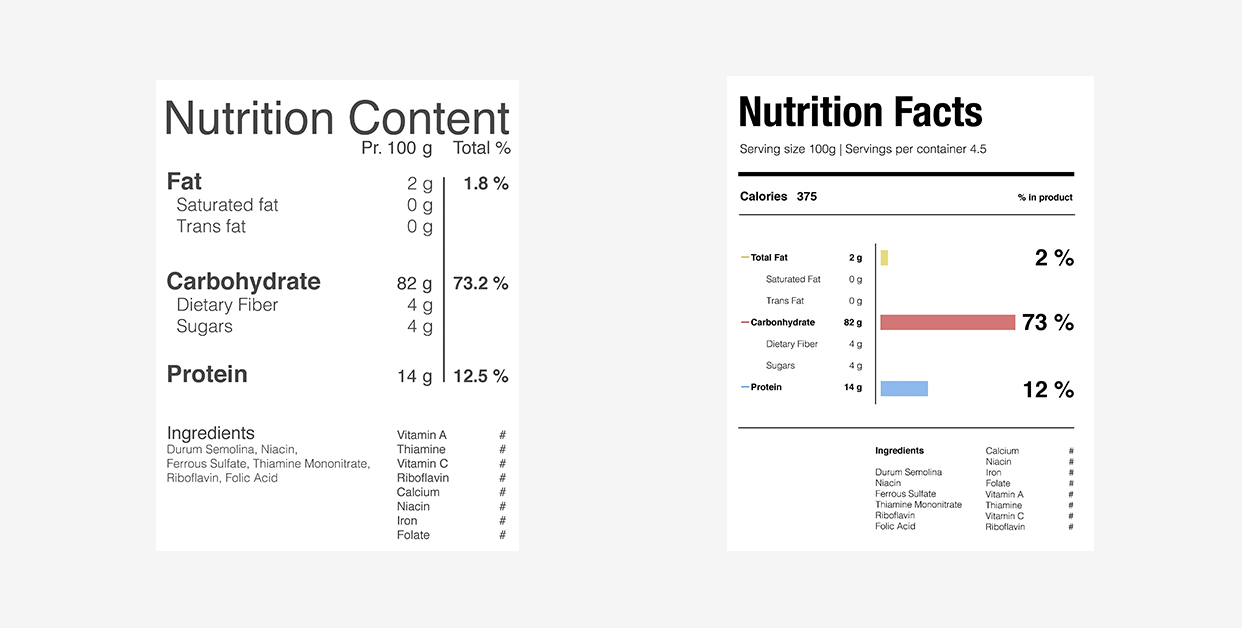 Nutrition Content
Pr. 100 g Total %
Fat 2 g 1.8 %
Saturated fat 0 g
Trans fat 0 g
Carbohydrate 82 g 73.2 %
Dietary Fiber 4 g
Sugars 4 g
Protein 14 g 12.5 %
Ingredients
Durum Semolina, Niacin,
Ferrous Sulfate, Thiamine Mononitrate,
Riboflavin, Folic Acid
Vitamin A #
Thiamine #
Vitamin C #
Riboflavin #
Calcium #
Niacin #
Iron #
Folate #
Nutrition Facts
Serving size 100g | Servings per container 4.5
Calories 375 % in product
Total Fat 2 g 2 %
Saturated Fat 0 g
Trans Fat 0 g
Carbonhydrate 82 g 73 %
Dietary Fiber 4 g
Sugars 4 g
Protein 14 g 12 %
Ingredients
Durum Semolina
Niacin
Ferrous Sulfate
Thiamine Mononitrate
Riboflavin
Folic Acid
Calcium #
Niacin #
Iron #
Folate #
Vitamin A #
Thiamine #
Vitamin C #
Riboflavin #